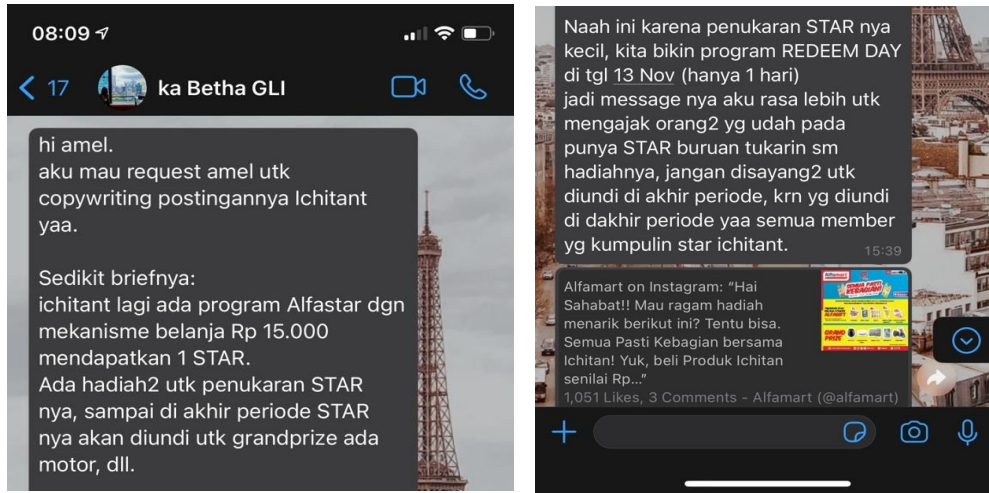 08:09
17
ka Betha GLI
hi amel.
aku mau request amel utk
copywriting postingannya Ichitant
yaa.
Sedikit briefnya:
ichitant lagi ada program Alfastar dgn
mekanisme belanja Rp 15.000
mendapatkan 1 STAR.
Ada hadiah2 utk penukaran STAR
nya, sampai di akhir periode STAR
nya akan diundi utk grandprize ada
motor, dll.
Naah ini karena penukaran STAR nya
kecil, kita bikin program REDEEM DAY
di tgl 13 Nov (hanya 1 hari)
jadi message nya aku rasa lebih utk
mengajak orang2 yg udah pada
punya STAR buruan tukarin sm
hadiahnya, jangan disayang2 utk
diundi di akhir periode, krn yg diundi
di dakhir periode yaa semua member
yg kumpulin star ichitant.
15:39
Alfamart on Instagram: “Hai
Sahabat!! Mau ragam hadiah
menarik berikut ini? Tentu bisa.
Semua Pasti Kebagian bersama
Ichitan! Yuk, beli Produk Ichitan
senilai Rp...”
1,051 Likes, 3 Comments - Alfamart (@alfamart)
Alfamart
SEMUA PASTI
KEBAGIAN!
GRAND
PRIZE